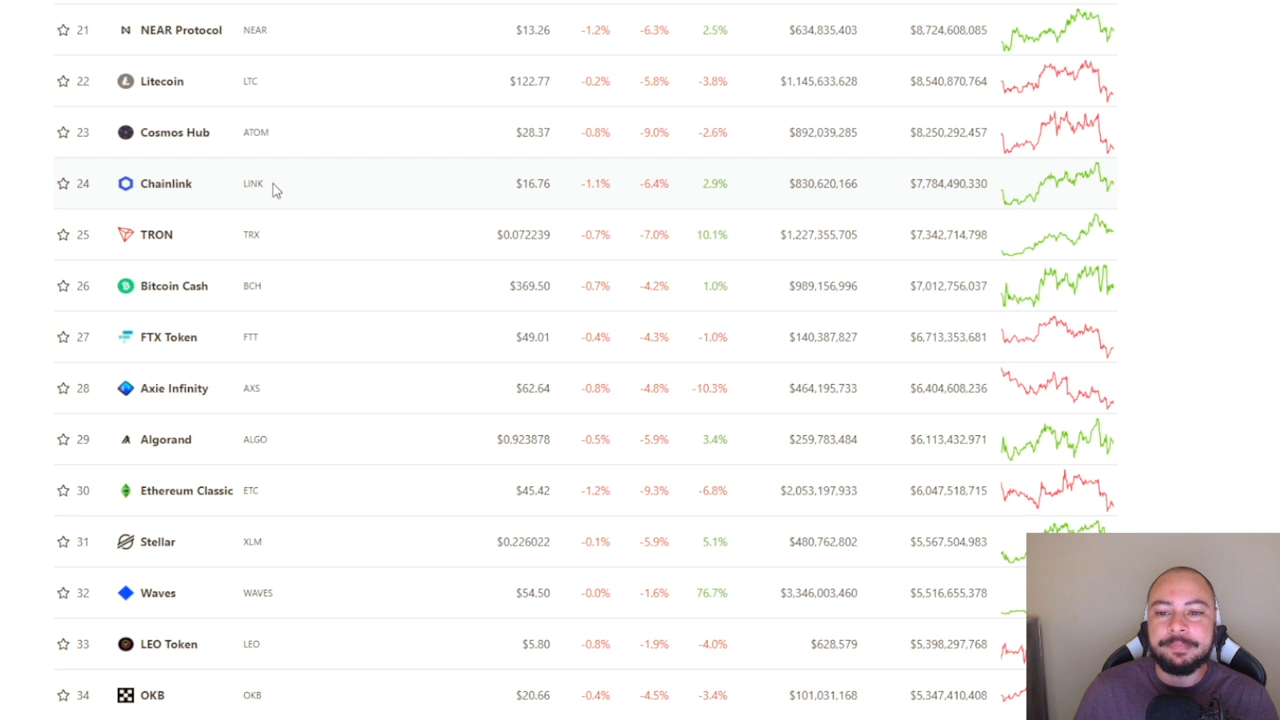 21 NEAR Protocol NEAR $13.26 -1.2% -6.3% 2.5% $634,835,403 $8,724,608,085
22 Litecoin LTC $122.77 -0.2% -5.8% -3.8% $1,145,633,628 $8,540,870,764
23 Cosmos Hub ATOM $28.37 -0.8% -9.0% -2.6% $892,039,285 $8,250,292,457
24 Chainlink LINK $16.76 -1.1% -6.4% 2.9% $830,620,166 $7,784,490,330
25 TRON TRX $0.072239 -0.7% -7.0% 10.1% $1,227,355,705 $7,342,714,798
26 Bitcoin Cash BCH $369.50 -0.7% -4.2% 1.0% $989,156,996 $7,012,756,037
27 FTX Token FTT $49.01 -0.4% -4.3% -1.0% $140,387,827 $6,713,353,681
28 Axie Infinity AXS $62.64 -0.8% -4.8% -10.3% $464,195,733 $6,404,608,236
29 Algorand ALGO $0.923878 -0.5% -5.9% 3.4% $259,783,484 $6,113,432,971
30 Ethereum Classic ETC $45.42 -1.2% -9.3% -6.8% $2,053,197,933 $6,047,518,715
31 Stellar XLM $0.226022 -0.1% -5.9% 5.1% $480,762,802 $5,567,504,983
32 Waves WAVES $54.50 -0.0% -1.6% 76.7% $3,346,003,460 $5,516,655,378
33 LEO Token LEO $5.80 -0.8% -1.9% -4.0% $628,579 $5,398,297,768
34 OKB OKB $20.66 -0.4% -4.5% -3.4% $101,031,168 $5,347,410,408